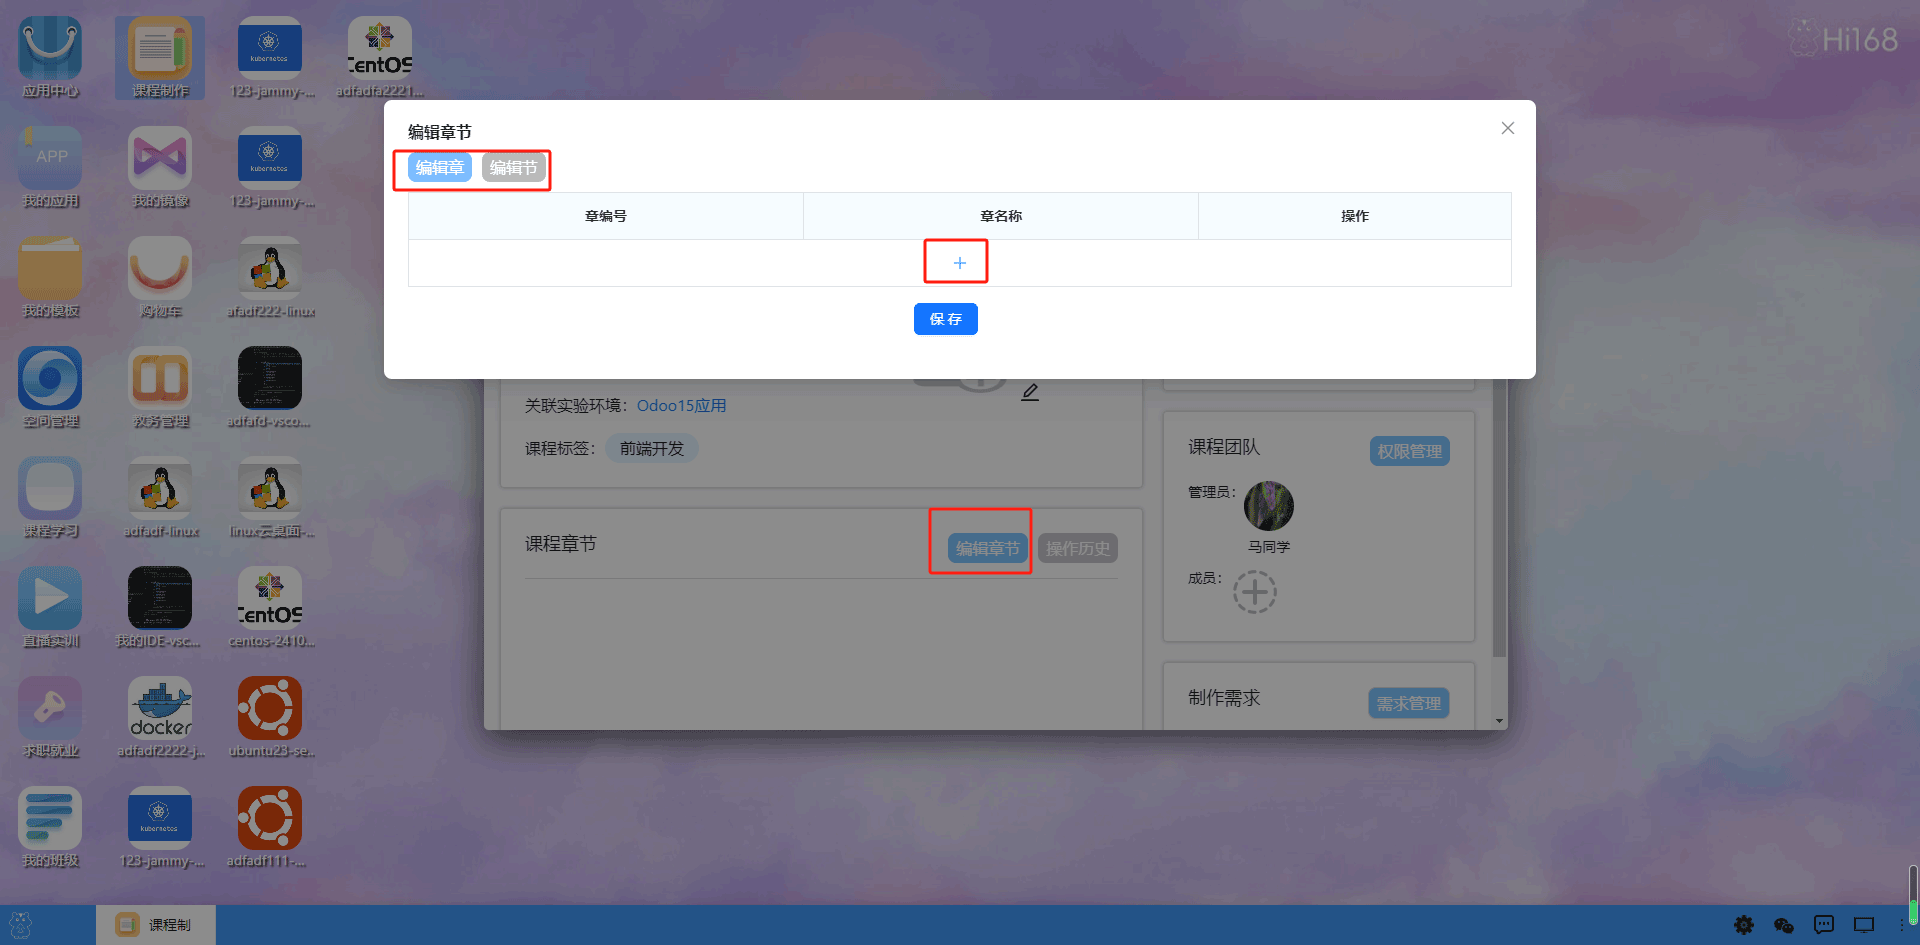 Hi168
应用中心
课程制作
123-jammy-...
adfadfa2221...
kubernetes
CentOS
APP
我的应用
我的镜像
123-jammy-...
kubernetes
我的模板
购物车
afadf222-linux
空间管理
教务管理
adfafd-vsco...
课程学习
adfadf-linux
linux云桌面-...
直播实训
我的IDE-vsc...
centos-2410...
CentOS
求职就业
docker
adfadf2222-j...
ubuntu23-se...
我的班级
kubernetes
123-jammy-...
adfadf111-...
编辑章节
编辑章 编辑节
章编号 章名称 操作
+
保存
关联实验环境：Odoo15应用
课程标签： 前端开发
课程章节 编辑章节 操作历史
课程团队 权限管理
管理员：
马同学
成员：
制作需求 需求管理
课程制